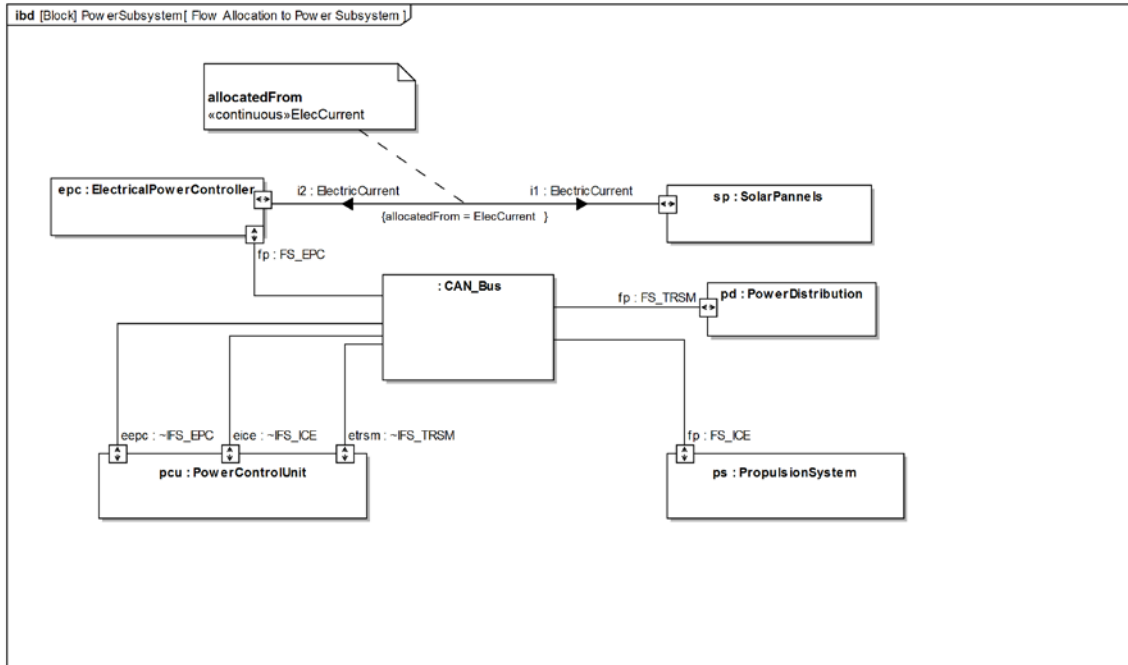 ibd [Block] PowerSubsystem[ Flow Allocation to Power Subsystem ]
allocatedFrom
«continuous»ElecCurrent
epc : ElectricalPowerController
i2 : ElectricCurrent
i1 : ElectricCurrent
sp : SolarPannels
{allocatedFrom = ElecCurrent }
fp : FS_EPC
: CAN_Bus
fp : FS_TRSM
pd : PowerDistribution
eepc : ~IFS_EPC
eice : ~IFS_ICE
etrsm : ~IFS_TRSM
fp : FS_ICE
pcu : PowerControlUnit
ps : PropulsionSystem